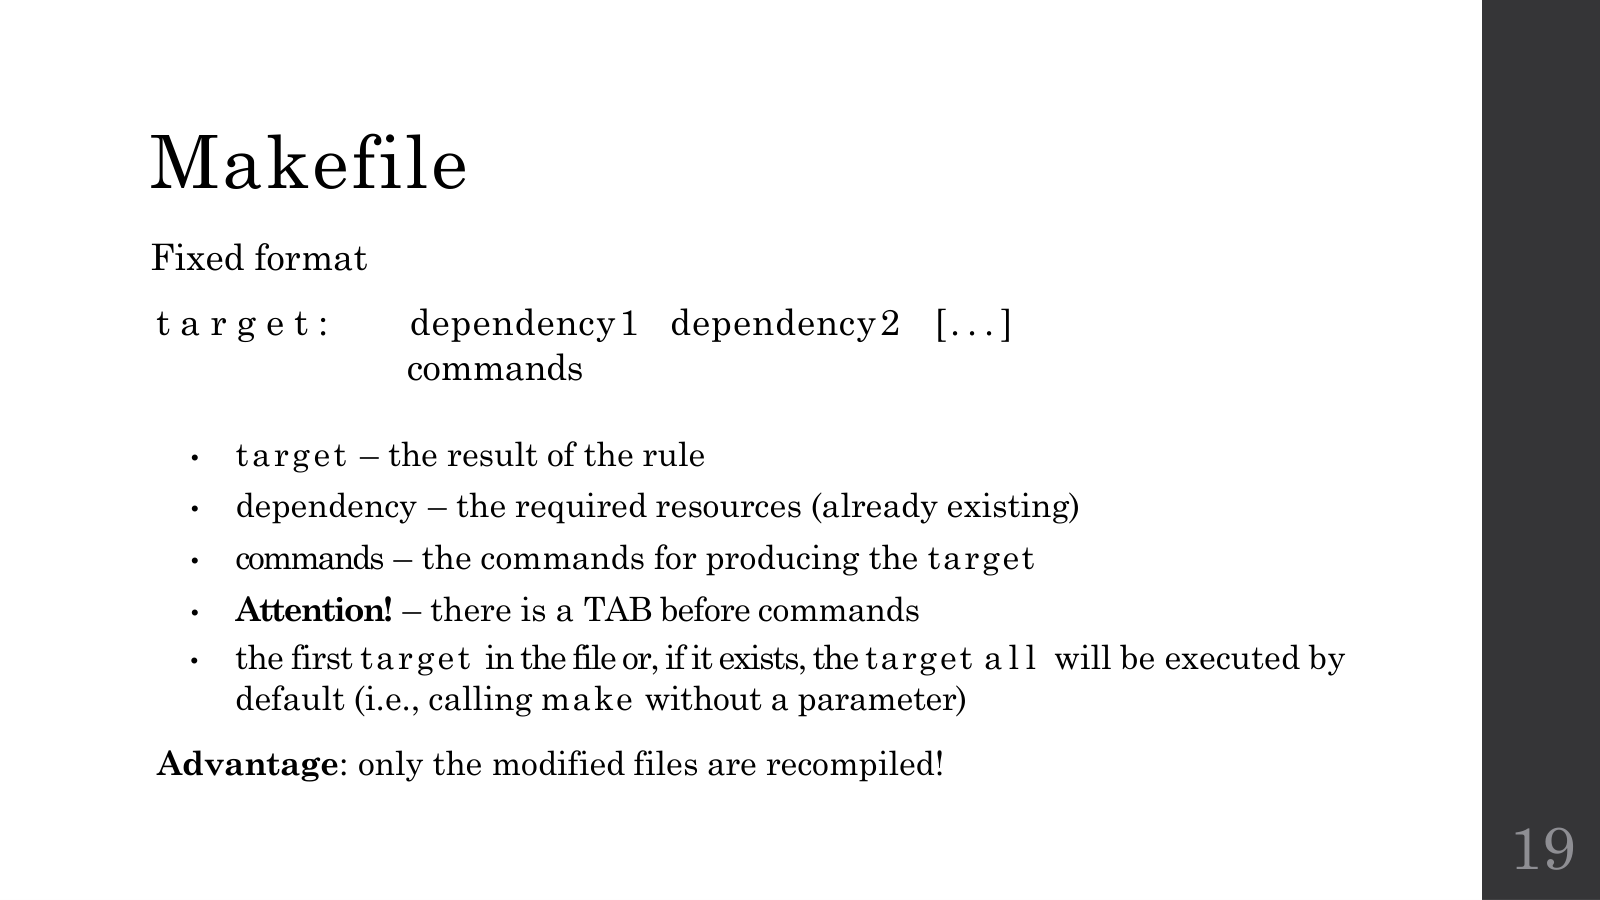 Makefile
Fixed format
target: dependency1 dependency2 [...]
commands
• target – the result of the rule
• dependency – the required resources (already existing)
• commands – the commands for producing the target
• Attention! – there is a TAB before commands
• the first target in the file or, if it exists, the target all will be executed by
default (i.e., calling make without a parameter)
Advantage: only the modified files are recompiled!
19